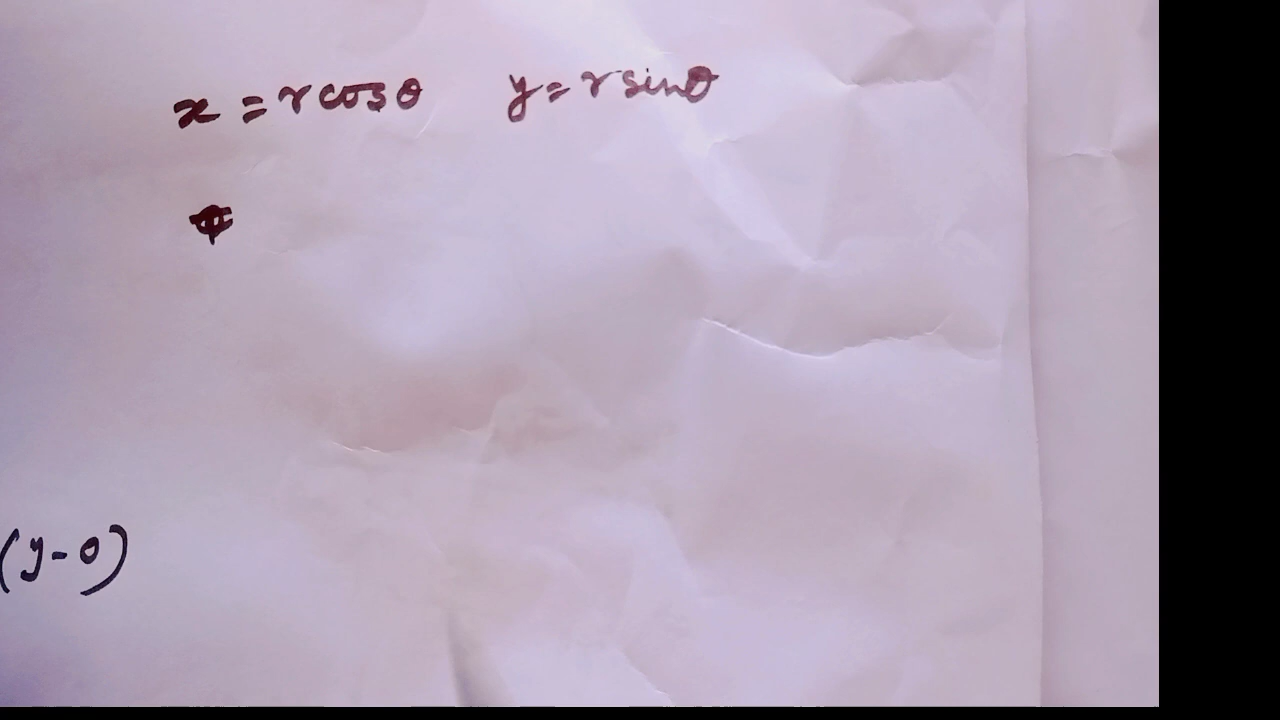 x = r cos θ y = r sin θ
(y - 0)